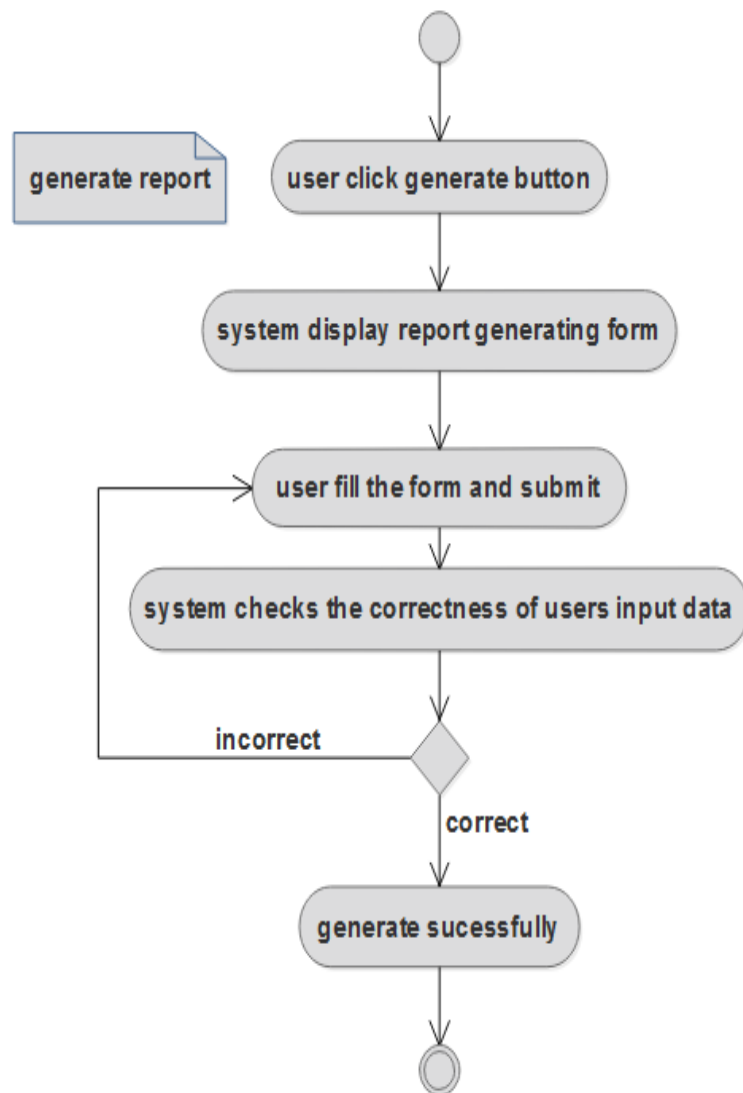 generate report
user click generate button
system display report generating form
user fill the form and submit
system checks the correctness of users input data
incorrect
correct
generate sucessfully